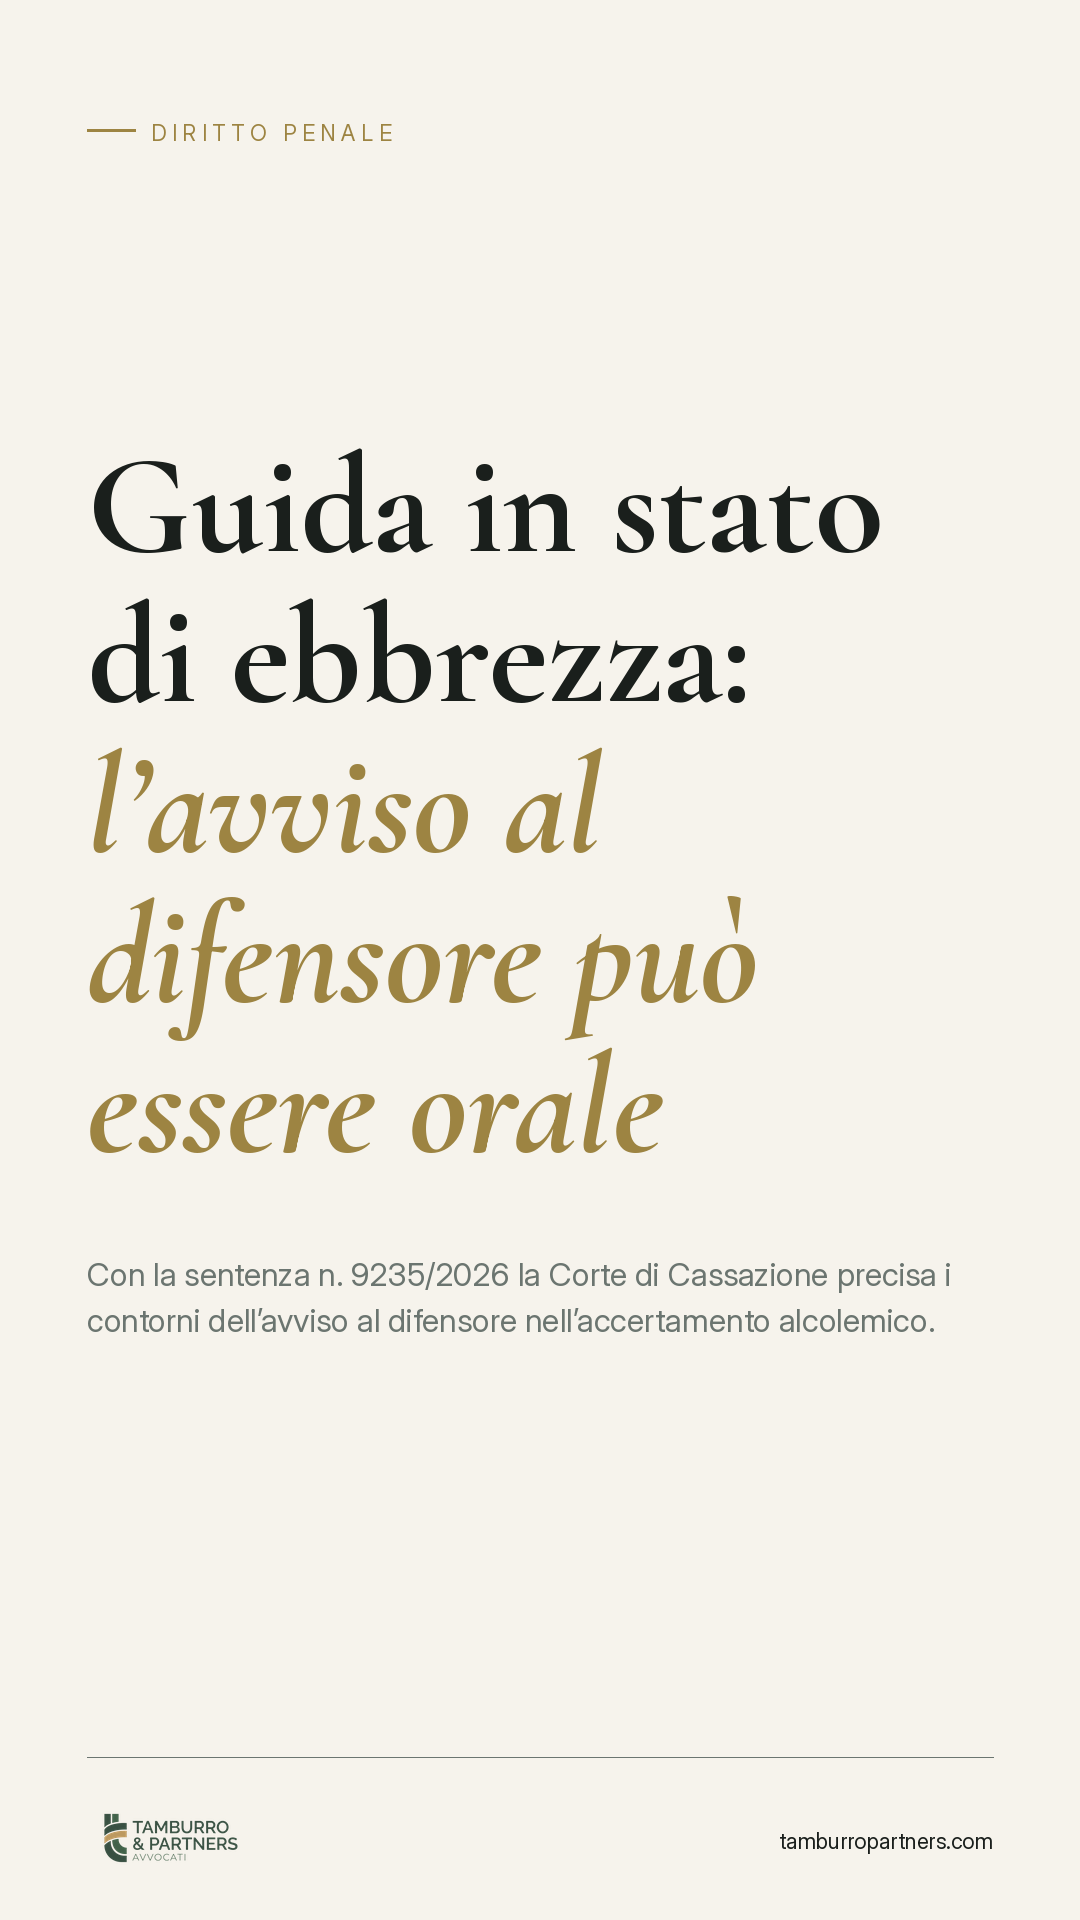 DIRITTO PENALE
Guida in stato
di ebbrezza:
l’avviso al
difensore può
essere orale
Con la sentenza n. 9235/2026 la Corte di Cassazione precisa i
contorni dell’avviso al difensore nell’accertamento alcolemico.
TAMBURRO
& PARTNERS
AVVOCATI
tamburropartners.com